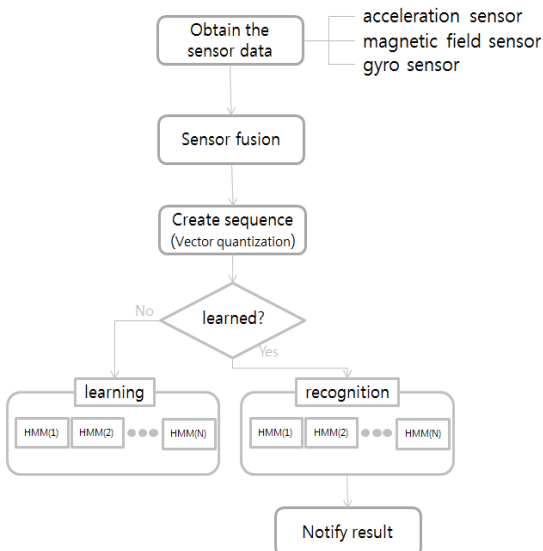 Obtain the
sensor data
acceleration sensor
magnetic field sensor
gyro sensor
Sensor fusion
Create sequence
(Vector quantization)
learned?
No
Yes
learning
HMM(1) HMM(2) HMM(N)
recognition
HMM(1) HMM(2) HMM(N)
Notify result